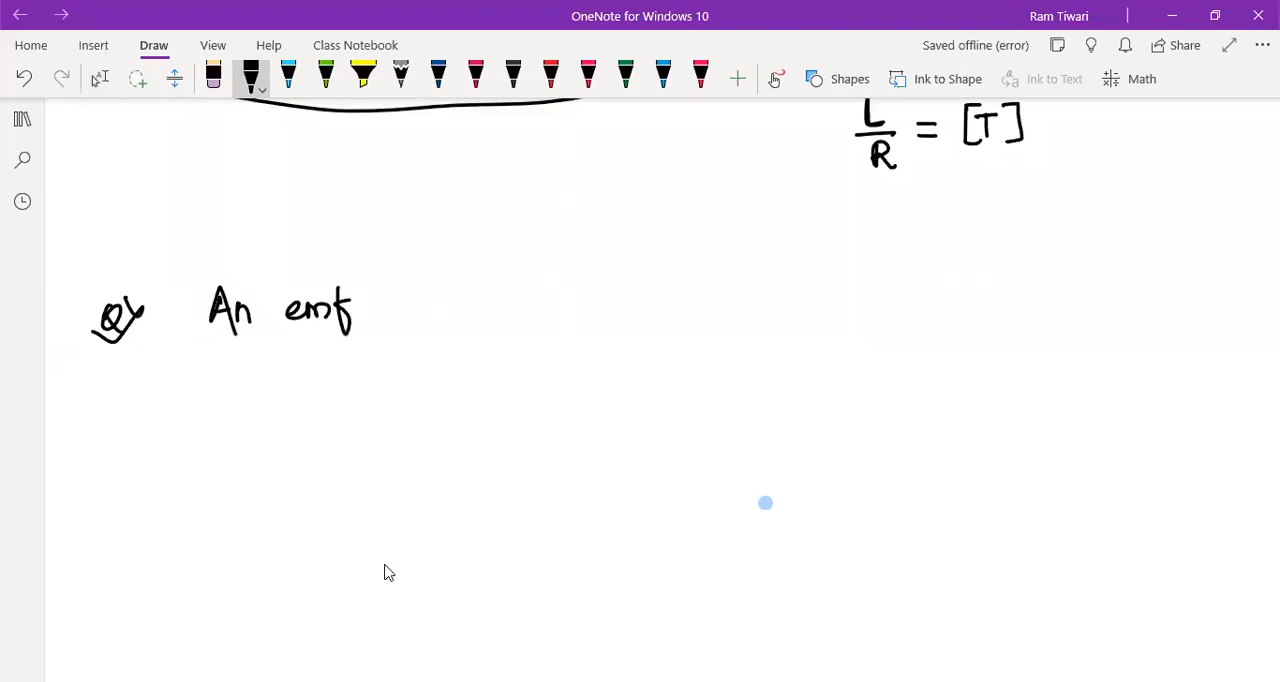 OneNote for Windows 10
Ram Tiwari
Home Insert Draw View Help Class Notebook
Saved offline (error) Share
Shapes Ink to Shape Ink to Text Math
L
R = [T]
Q) An emf